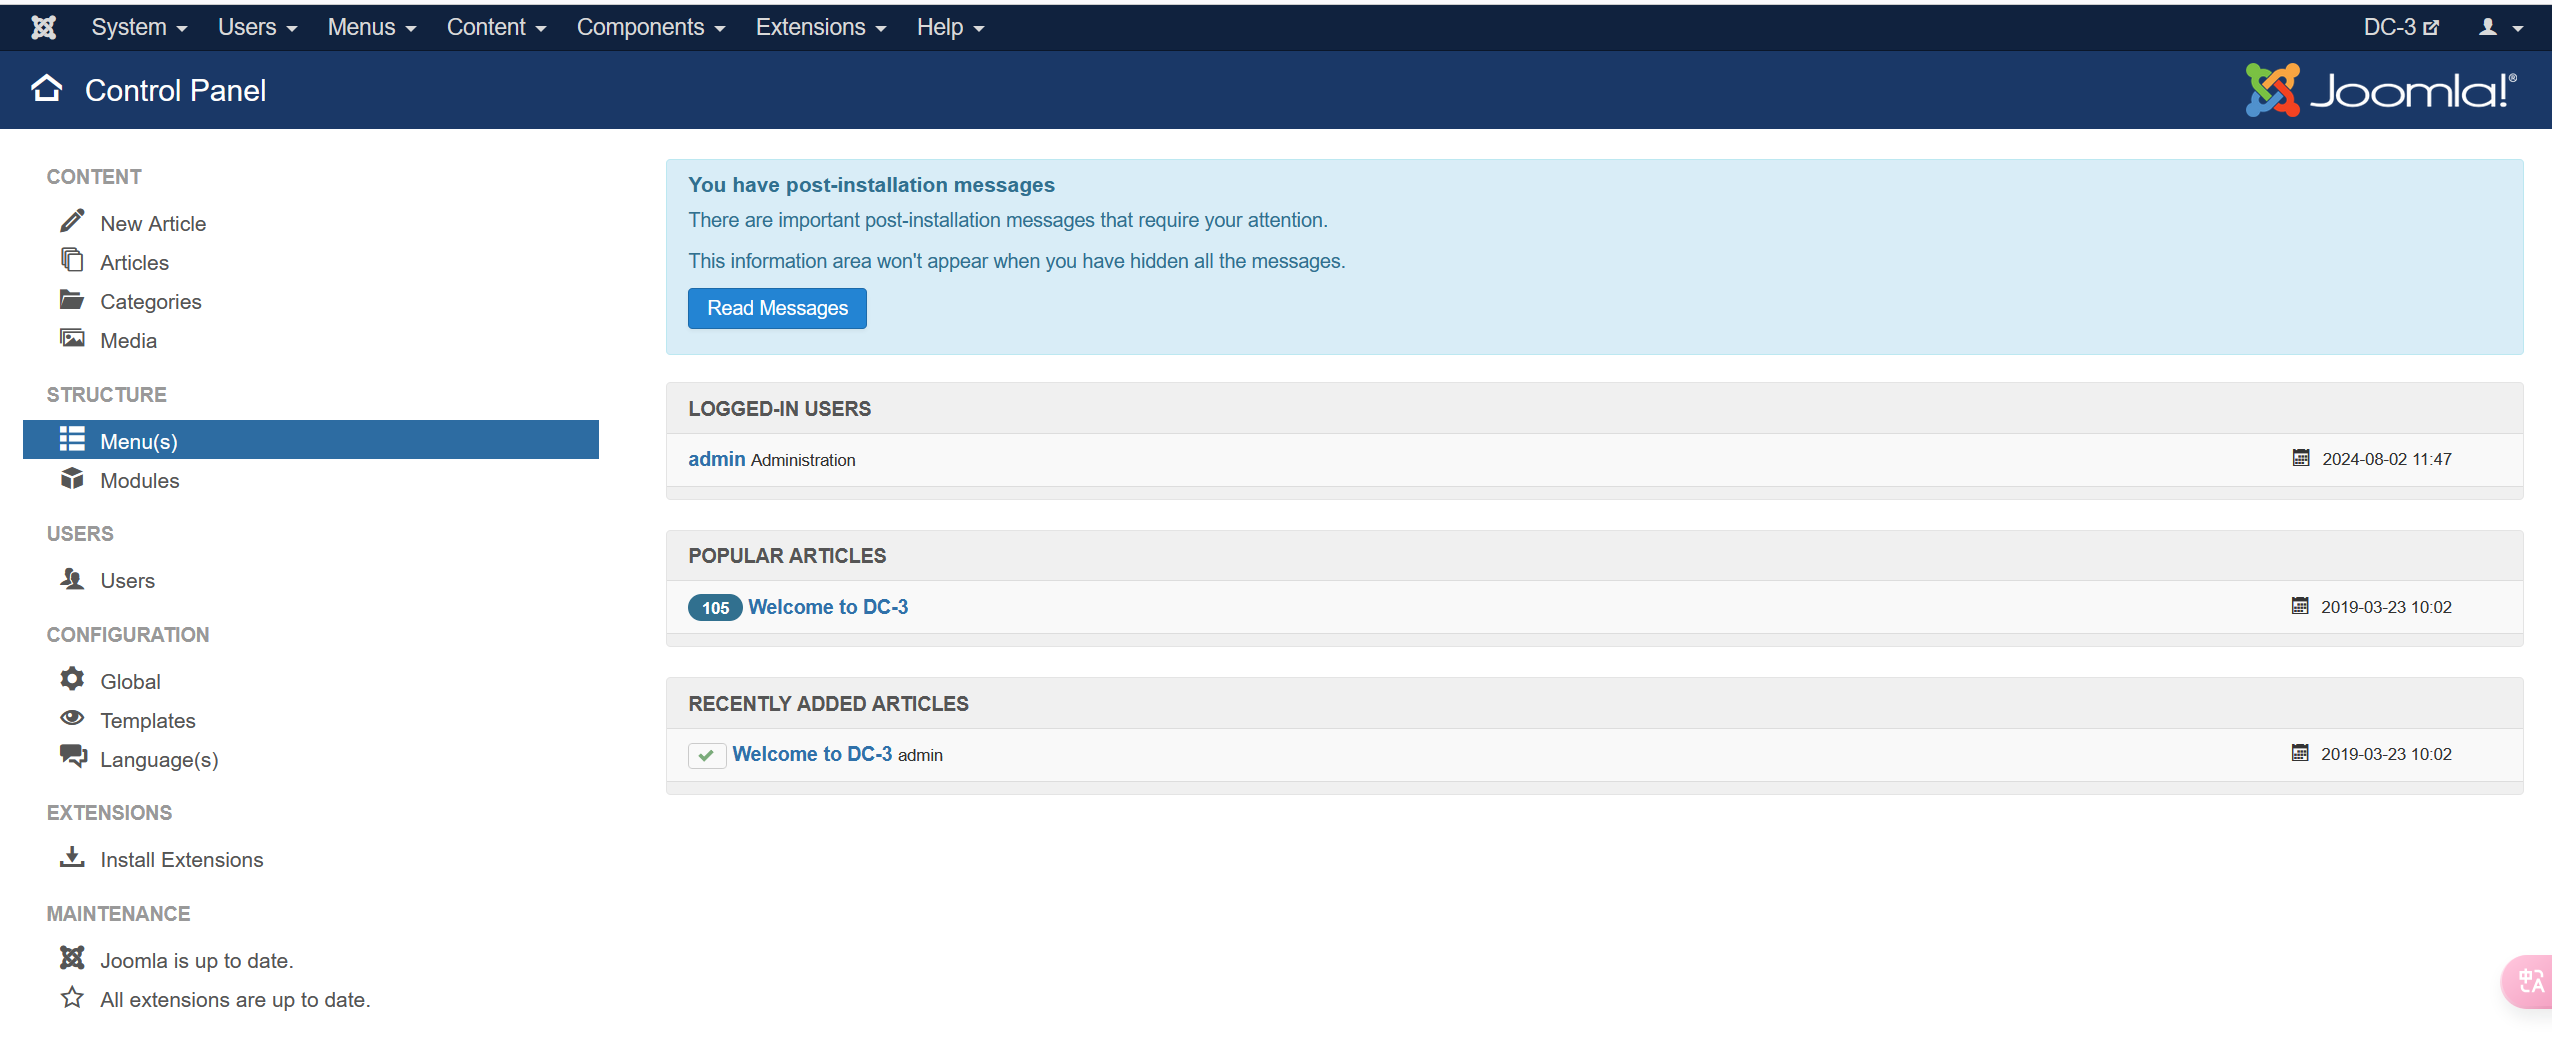 System Users Menus Content Components Extensions Help DC-3
Control Panel Joomla!®
CONTENT
New Article
Articles
Categories
Media
STRUCTURE
Menu(s)
Modules
USERS
Users
CONFIGURATION
Global
Templates
Language(s)
EXTENSIONS
Install Extensions
MAINTENANCE
Joomla is up to date.
All extensions are up to date.
You have post-installation messages
There are important post-installation messages that require your attention.
This information area won't appear when you have hidden all the messages.
Read Messages
LOGGED-IN USERS
admin Administration 2024-08-02 11:47
POPULAR ARTICLES
105 Welcome to DC-3 2019-03-23 10:02
RECENTLY ADDED ARTICLES
Welcome to DC-3 admin 2019-03-23 10:02
中A